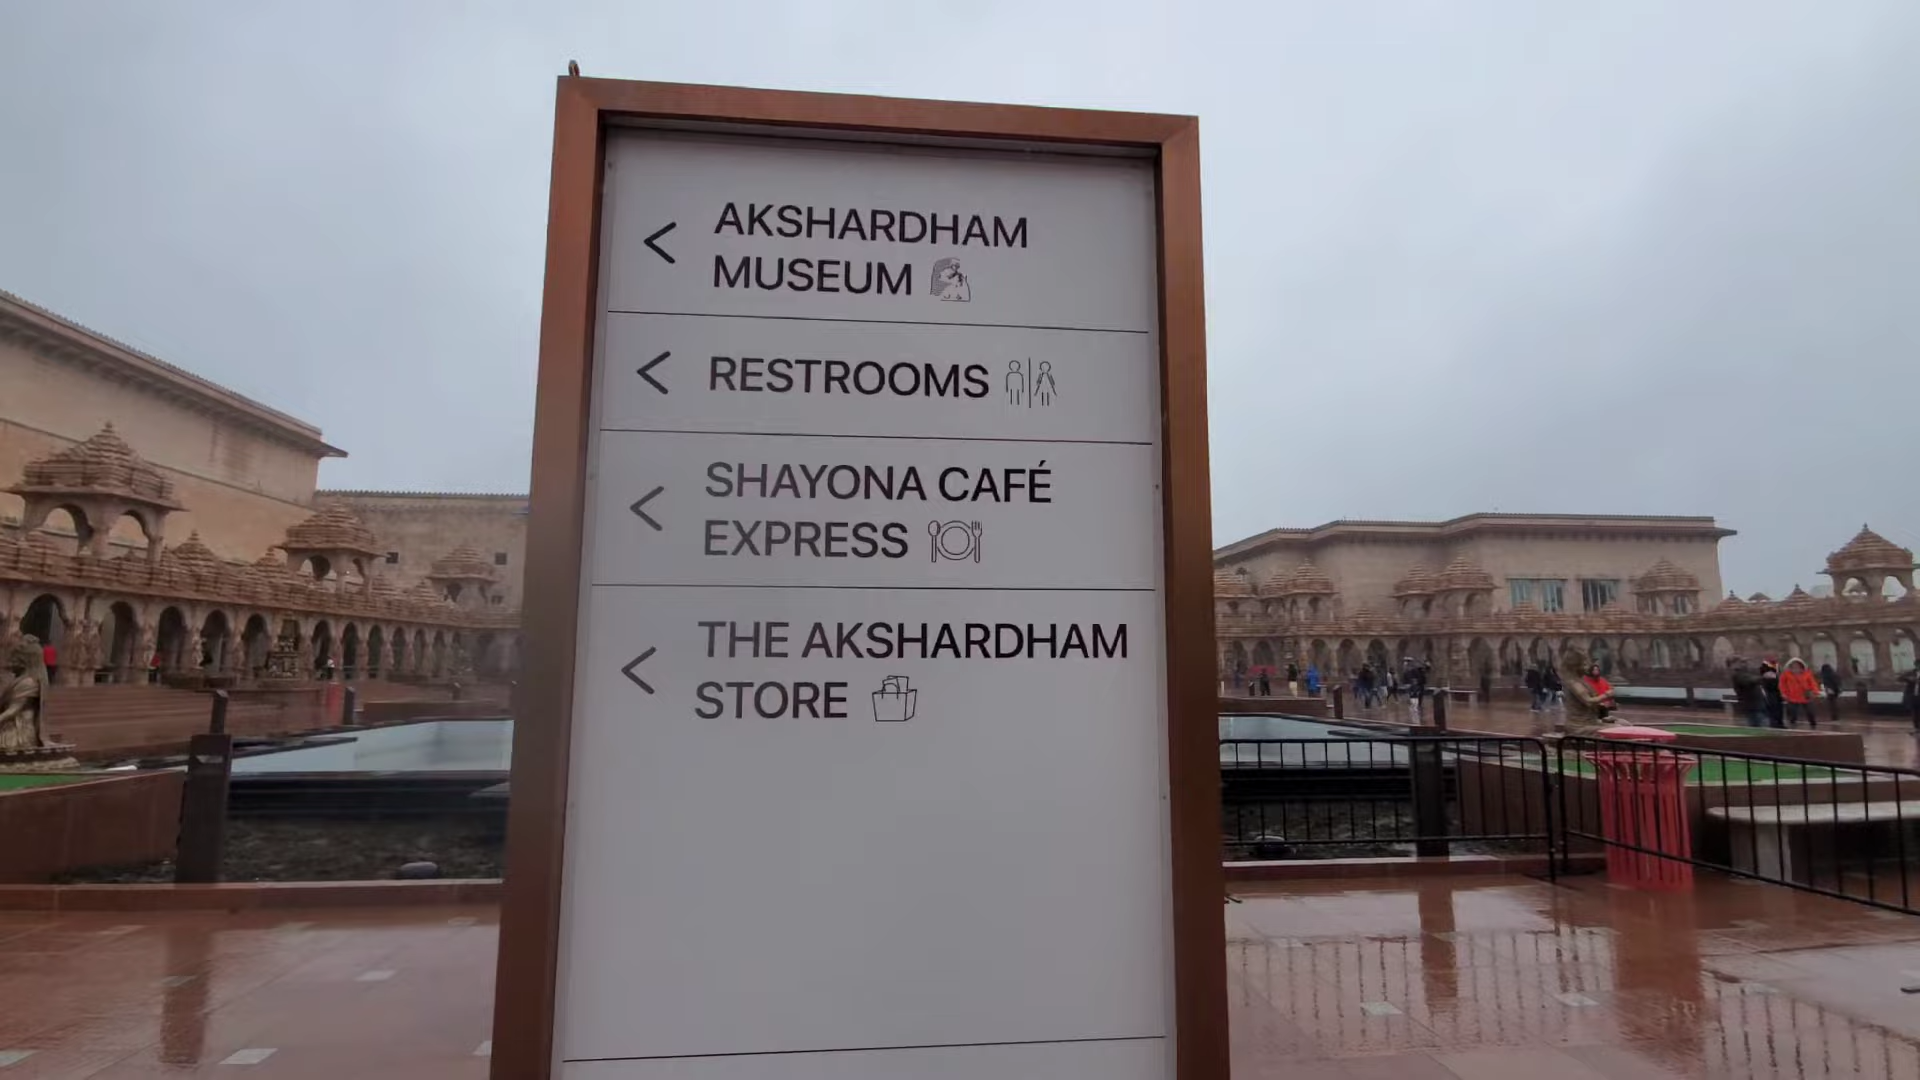 AKSHARDHAM
MUSEUM
RESTROOMS
SHAYONA CAFÉ
EXPRESS
THE AKSHARDHAM
STORE